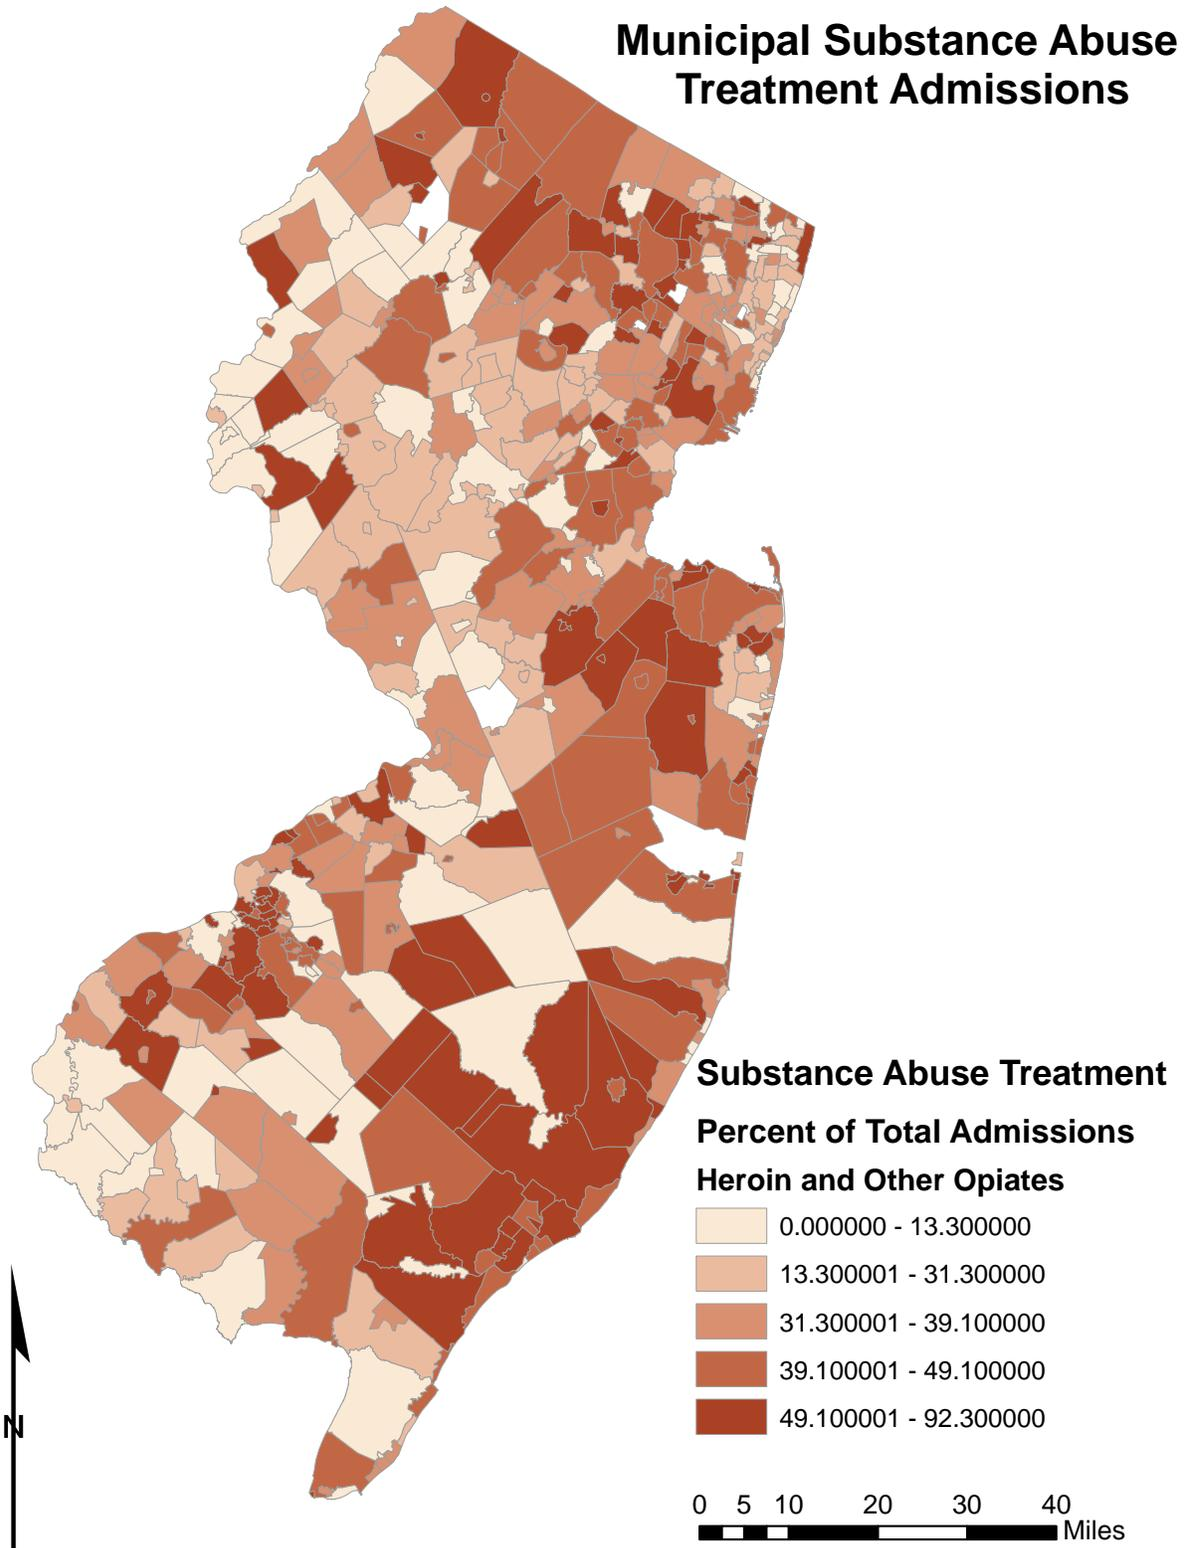 Municipal Substance Abuse
Treatment Admissions
Substance Abuse Treatment
Percent of Total Admissions
Heroin and Other Opiates
0.000000 - 13.300000
13.300001 - 31.300000
31.300001 - 39.100000
39.100001 - 49.100000
49.100001 - 92.300000
N
0 5 10 20 30 40
Miles